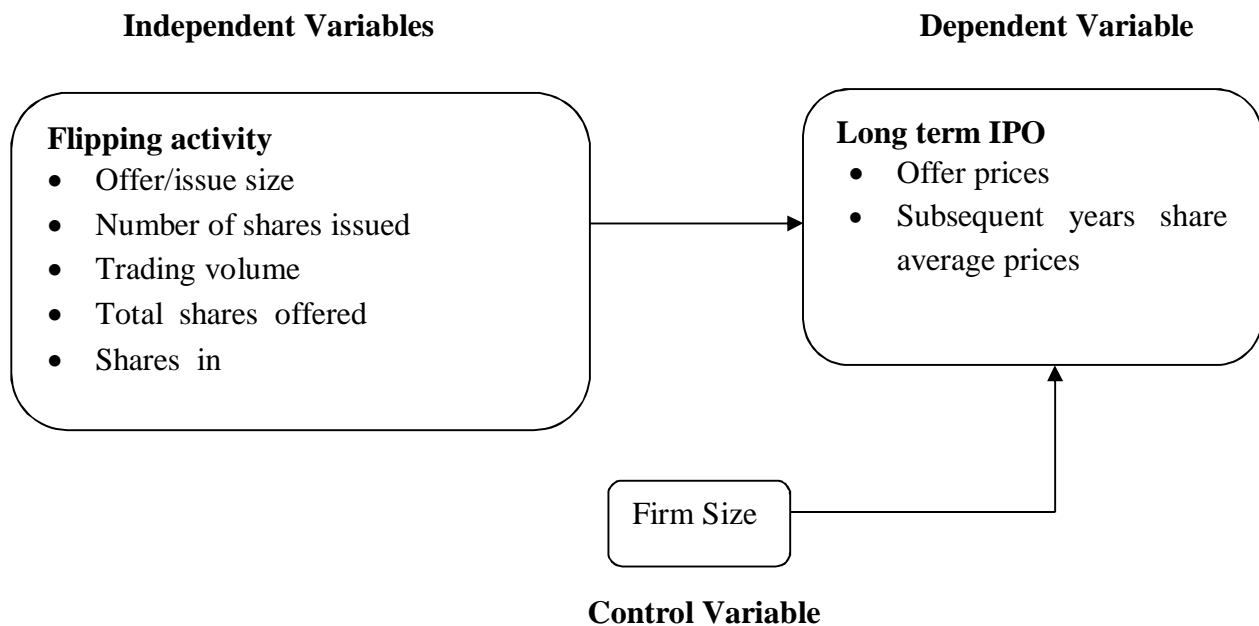 Independent Variables
Dependent Variable
Flipping activity
• Offer/issue size
• Number of shares issued
• Trading volume
• Total shares offered
• Shares in
Long term IPO
• Offer prices
• Subsequent years share
average prices
Firm Size
Control Variable